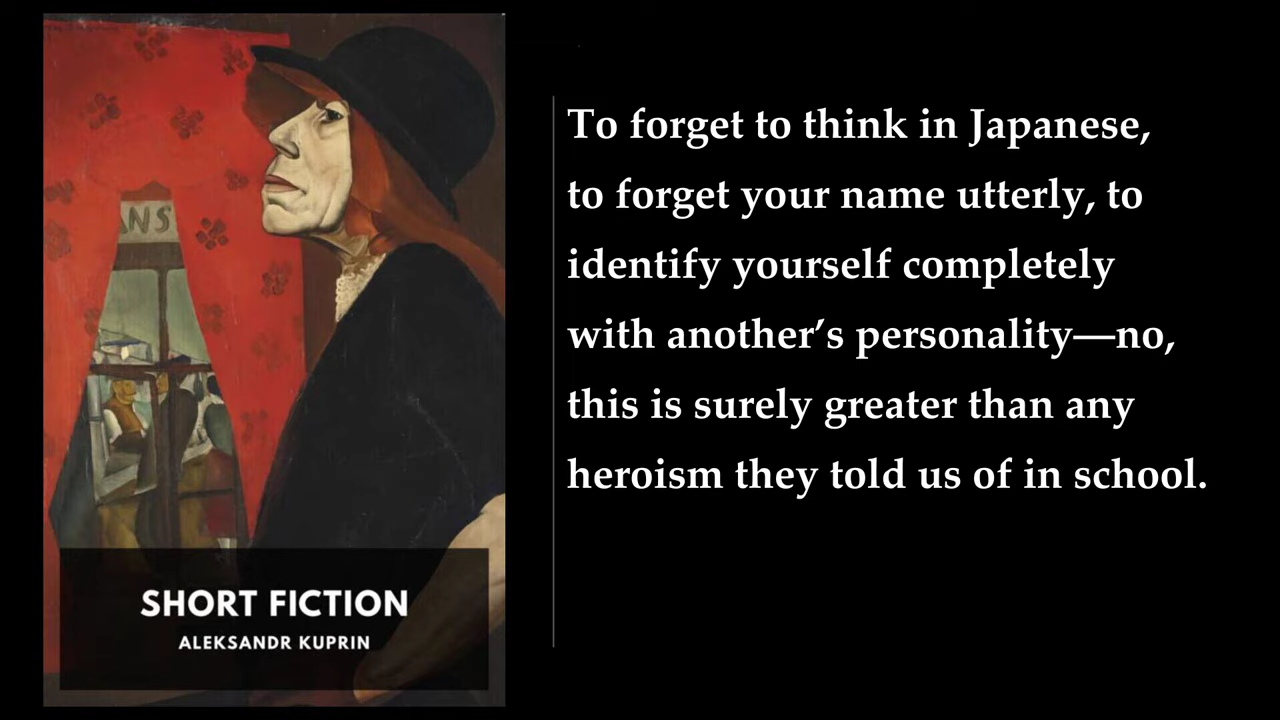 ANS
SHORT FICTION
ALEKSANDR KUPRIN
To forget to think in Japanese,
to forget your name utterly, to
identify yourself completely
with another’s personality—no,
this is surely greater than any
heroism they told us of in school.